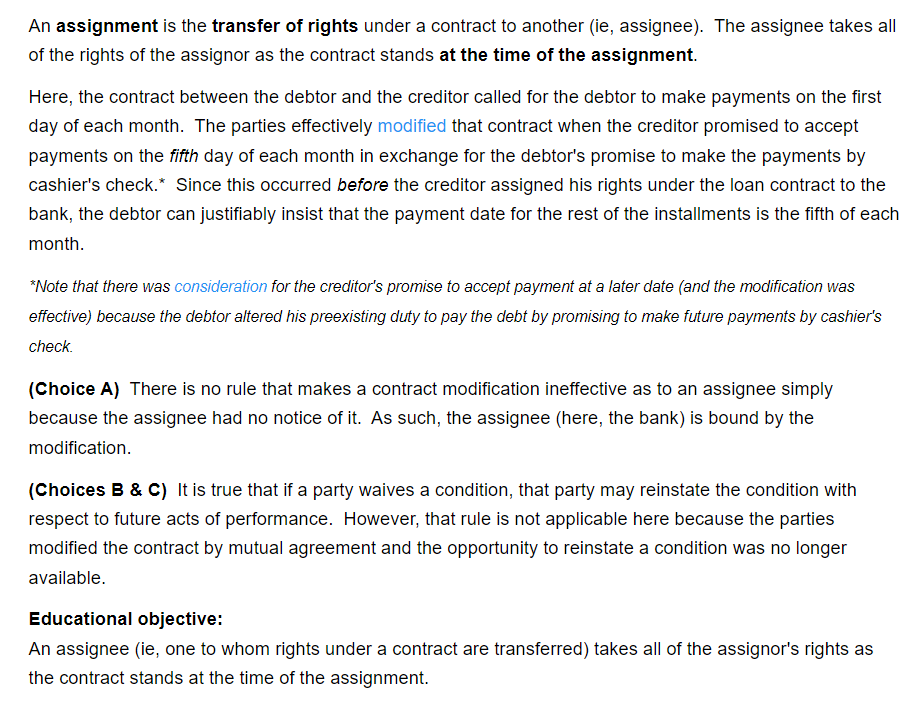 An assignment is the transfer of rights under a contract to another (ie, assignee).  The assignee takes all
of the rights of the assignor as the contract stands at the time of the assignment.
Here, the contract between the debtor and the creditor called for the debtor to make payments on the first
day of each month.  The parties effectively modified that contract when the creditor promised to accept
payments on the fifth day of each month in exchange for the debtor's promise to make the payments by
cashier's check.*  Since this occurred before the creditor assigned his rights under the loan contract to the
bank, the debtor can justifiably insist that the payment date for the rest of the installments is the fifth of each
month.
*Note that there was consideration for the creditor's promise to accept payment at a later date (and the modification was
effective) because the debtor altered his preexisting duty to pay the debt by promising to make future payments by cashier's
check.
(Choice A)  There is no rule that makes a contract modification ineffective as to an assignee simply
because the assignee had no notice of it.  As such, the assignee (here, the bank) is bound by the
modification.
(Choices B & C)  It is true that if a party waives a condition, that party may reinstate the condition with
respect to future acts of performance.  However, that rule is not applicable here because the parties
modified the contract by mutual agreement and the opportunity to reinstate a condition was no longer
available.
Educational objective:
An assignee (ie, one to whom rights under a contract are transferred) takes all of the assignor's rights as
the contract stands at the time of the assignment.